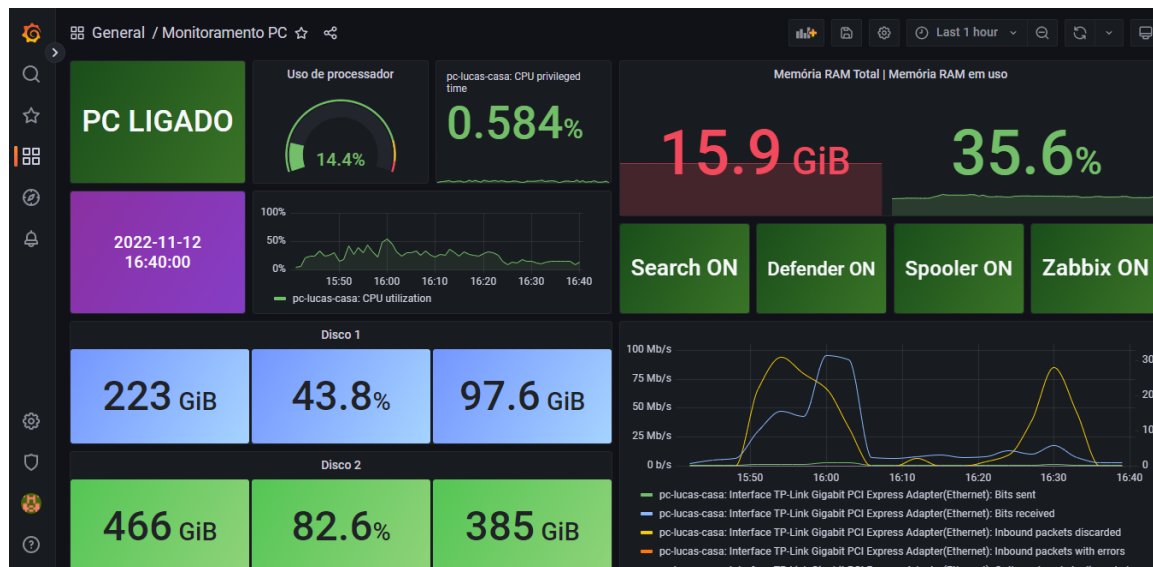 General / Monitoramento PC
Last 1 hour
PC LIGADO
Uso de processador
14.4%
pc-lucas-casa: CPU privileged
time
0.584%
Memória RAM Total | Memória RAM em uso
15.9 GiB
35.6%
2022-11-12
16:40:00
100%
50%
0%
15:50 16:00 16:10 16:20 16:30 16:40
pc-lucas-casa: CPU utilization
Search ON
Defender ON
Spooler ON
Zabbix ON
Disco 1
223 GiB
43.8%
97.6 GiB
Disco 2
466 GiB
82.6%
385 GiB
100 Mb/s
75 Mb/s
50 Mb/s
25 Mb/s
0 b/s
30
20
10
0
15:50 16:00 16:10 16:20 16:30 16:40
pc-lucas-casa: Interface TP-Link Gigabit PCI Express Adapter(Ethernet): Bits sent
pc-lucas-casa: Interface TP-Link Gigabit PCI Express Adapter(Ethernet): Bits received
pc-lucas-casa: Interface TP-Link Gigabit PCI Express Adapter(Ethernet): Inbound packets discarded
pc-lucas-casa: Interface TP-Link Gigabit PCI Express Adapter(Ethernet): Inbound packets with errors